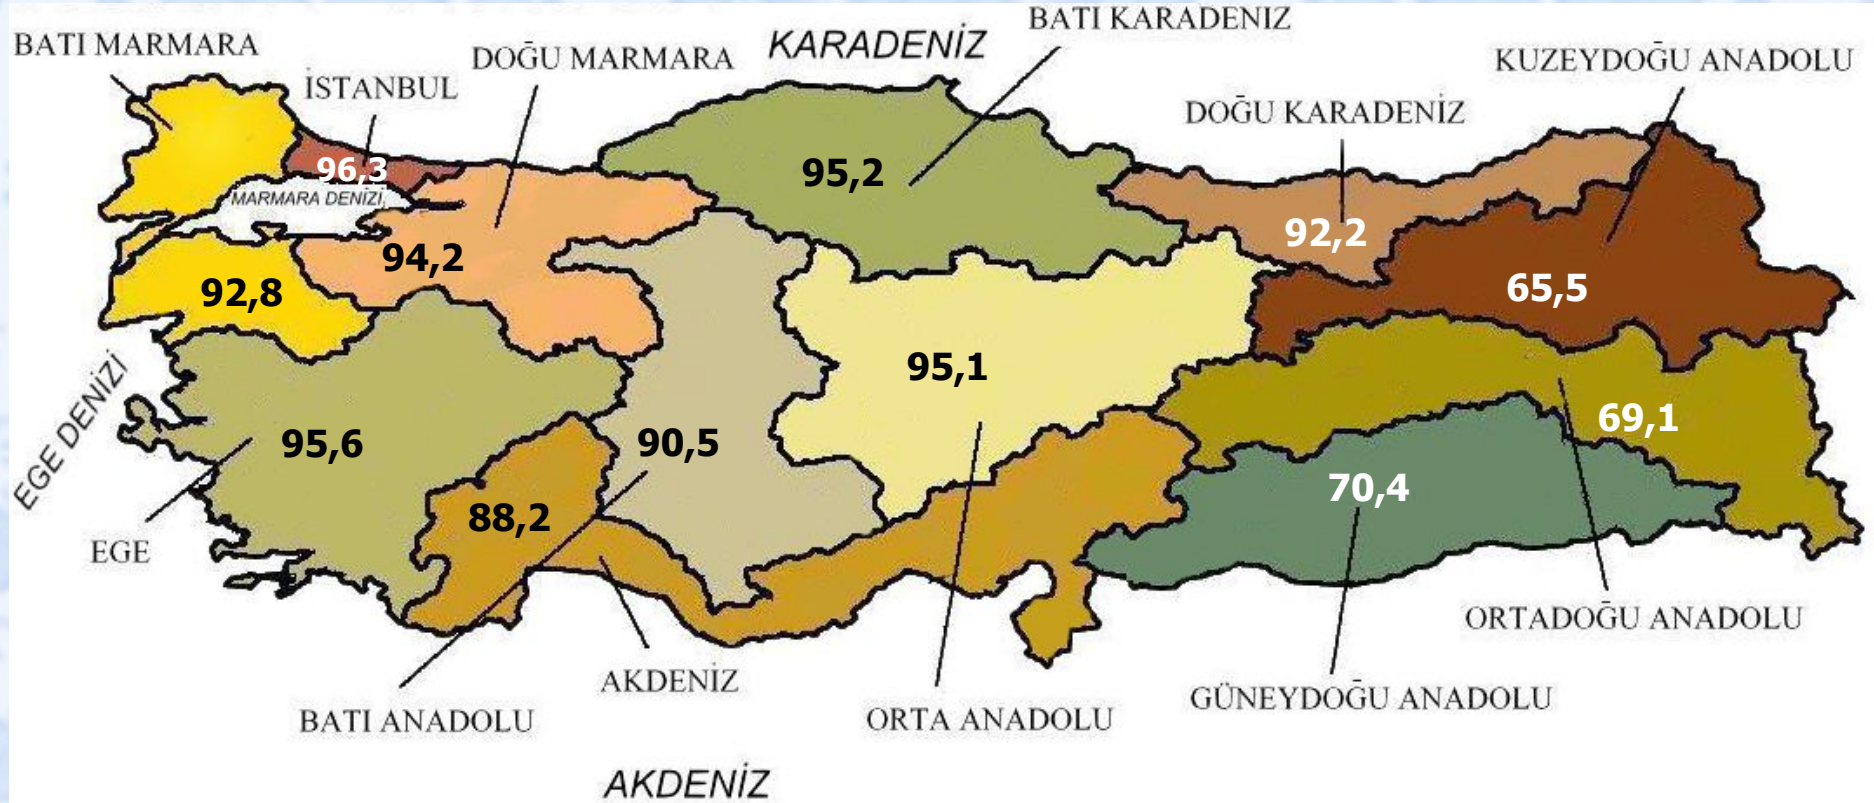 BATI KARADENIZ
KARADENİZ
BATI MARMARA
DOĞU MARMARA
KUZEYDOĞU ANADOLU
İSTANBUL
DOĞU KARADENİZ
96,3
95,2
MARMARA DENİZİ
92,2
94,2
92,8
65,5
95,1
EGE DENİZİ
69,1
95,6
90,5
70,4
88,2
EGE
ORTADOĞU ANADOLU
AKDENİZ
GÜNEYDOĞU ANADOLU
BATI ANADOLU
ORTA ANADOLU
AKDENİZ